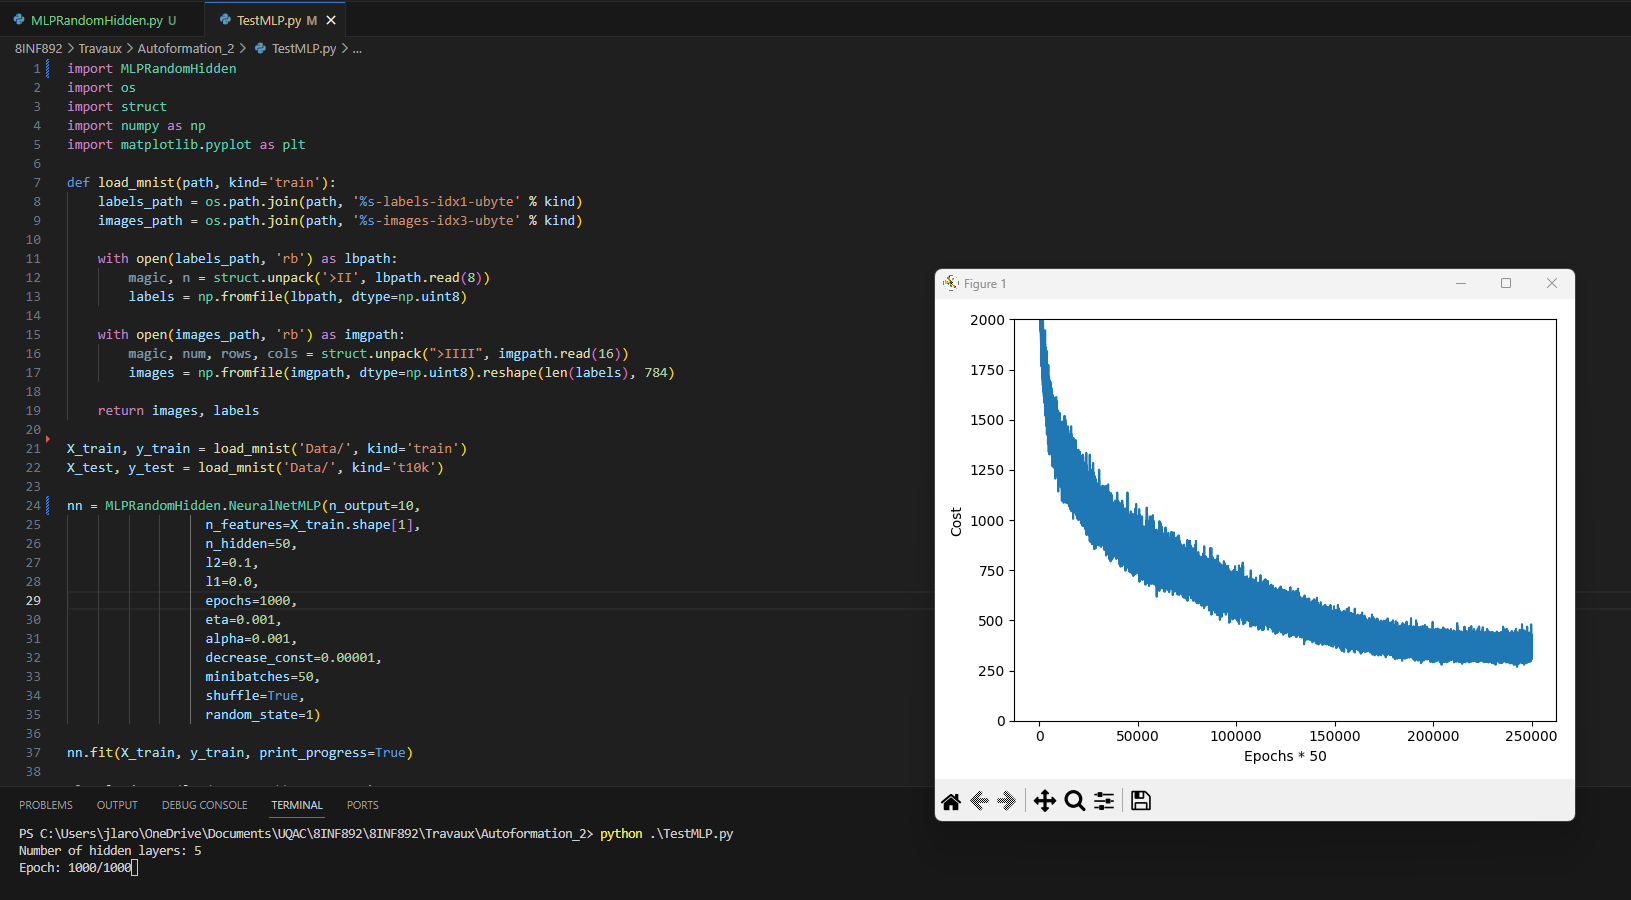 MLPRandomHidden.py U
TestMLP.py M
8INF892 > Travaux > Autoformation_2 > TestMLP.py > ...
1 import MLPRandomHidden
2 import os
3 import struct
4 import numpy as np
5 import matplotlib.pyplot as plt
6
7 def load_mnist(path, kind='train'):
8 labels_path = os.path.join(path, '%s-labels-idx1-ubyte' % kind)
9 images_path = os.path.join(path, '%s-images-idx3-ubyte' % kind)
10
11 with open(labels_path, 'rb') as lbpath:
12 magic, n = struct.unpack('>II', lbpath.read(8))
13 labels = np.fromfile(lbpath, dtype=np.uint8)
14
15 with open(images_path, 'rb') as imgpath:
16 magic, num, rows, cols = struct.unpack(">IIII", imgpath.read(16))
17 images = np.fromfile(imgpath, dtype=np.uint8).reshape(len(labels), 784)
18
19 return images, labels
20
21 X_train, y_train = load_mnist('Data/', kind='train')
22 X_test, y_test = load_mnist('Data/', kind='t10k')
23
24 nn = MLPRandomHidden.NeuralNetMLP(n_output=10,
25 n_features=X_train.shape[1],
26 n_hidden=50,
27 l2=0.1,
28 l1=0.0,
29 epochs=1000,
30 eta=0.001,
31 alpha=0.001,
32 decrease_const=0.00001,
33 minibatches=50,
34 shuffle=True,
35 random_state=1)
36
37 nn.fit(X_train, y_train, print_progress=True)
38
Figure 1
2000
1750
1500
1250
1000
750
500
250
0
Cost
0 50000 100000 150000 200000 250000
Epochs * 50
PROBLEMS OUTPUT DEBUG CONSOLE TERMINAL PORTS
PS C:\Users\jlaro\OneDrive\Documents\UQAC\8INF892\8INF892\Travaux\Autoformation_2> python .\TestMLP.py
Number of hidden layers: 5
Epoch: 1000/1000